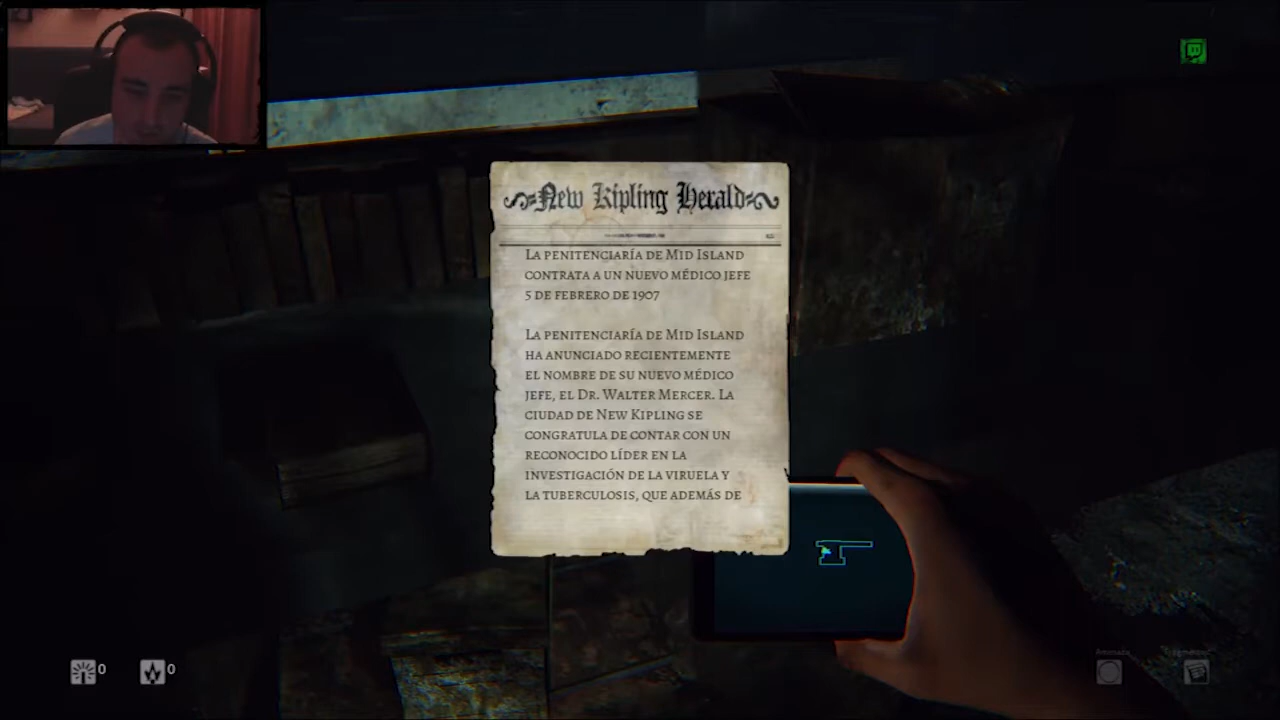 New Kipling Herald
La penitenciaría de Mid Island
contrata a un nuevo médico jefe
5 de febrero de 1907
La penitenciaría de Mid Island
ha anunciado recientemente
el nombre de su nuevo médico
jefe, el Dr. Walter Mercer. La
ciudad de New Kipling se
congratula de contar con un
reconocido líder en la
investigación de la viruela y
la tuberculosis, que además de
0
0